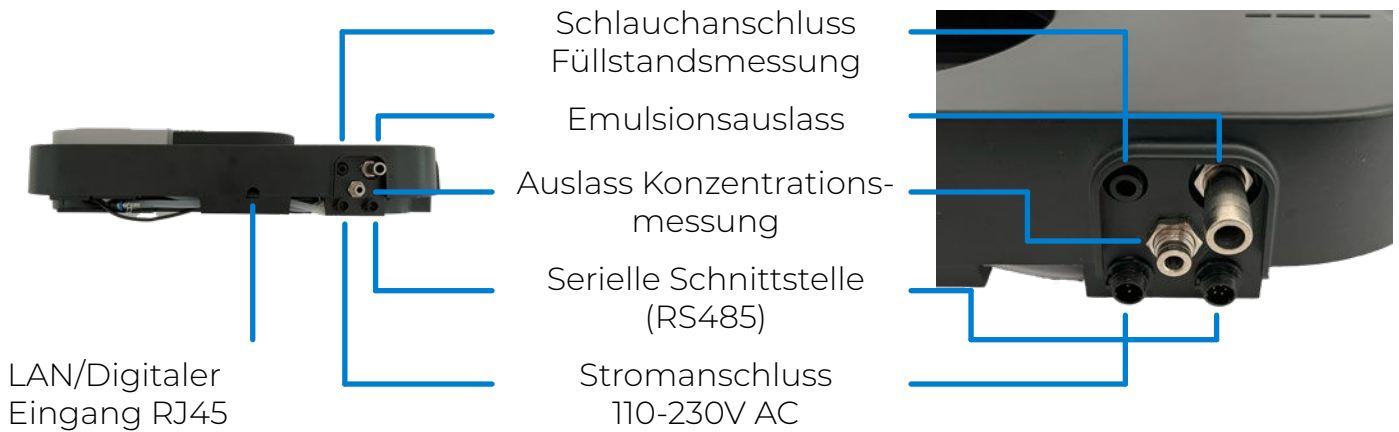 Schlauchanschluss
Füllstandsmessung
Emulsionsauslass
Auslass Konzentrations-
messung
Serielle Schnittstelle
(RS485)
LAN/Digitaler
Eingang RJ45
Stromanschluss
110-230V AC